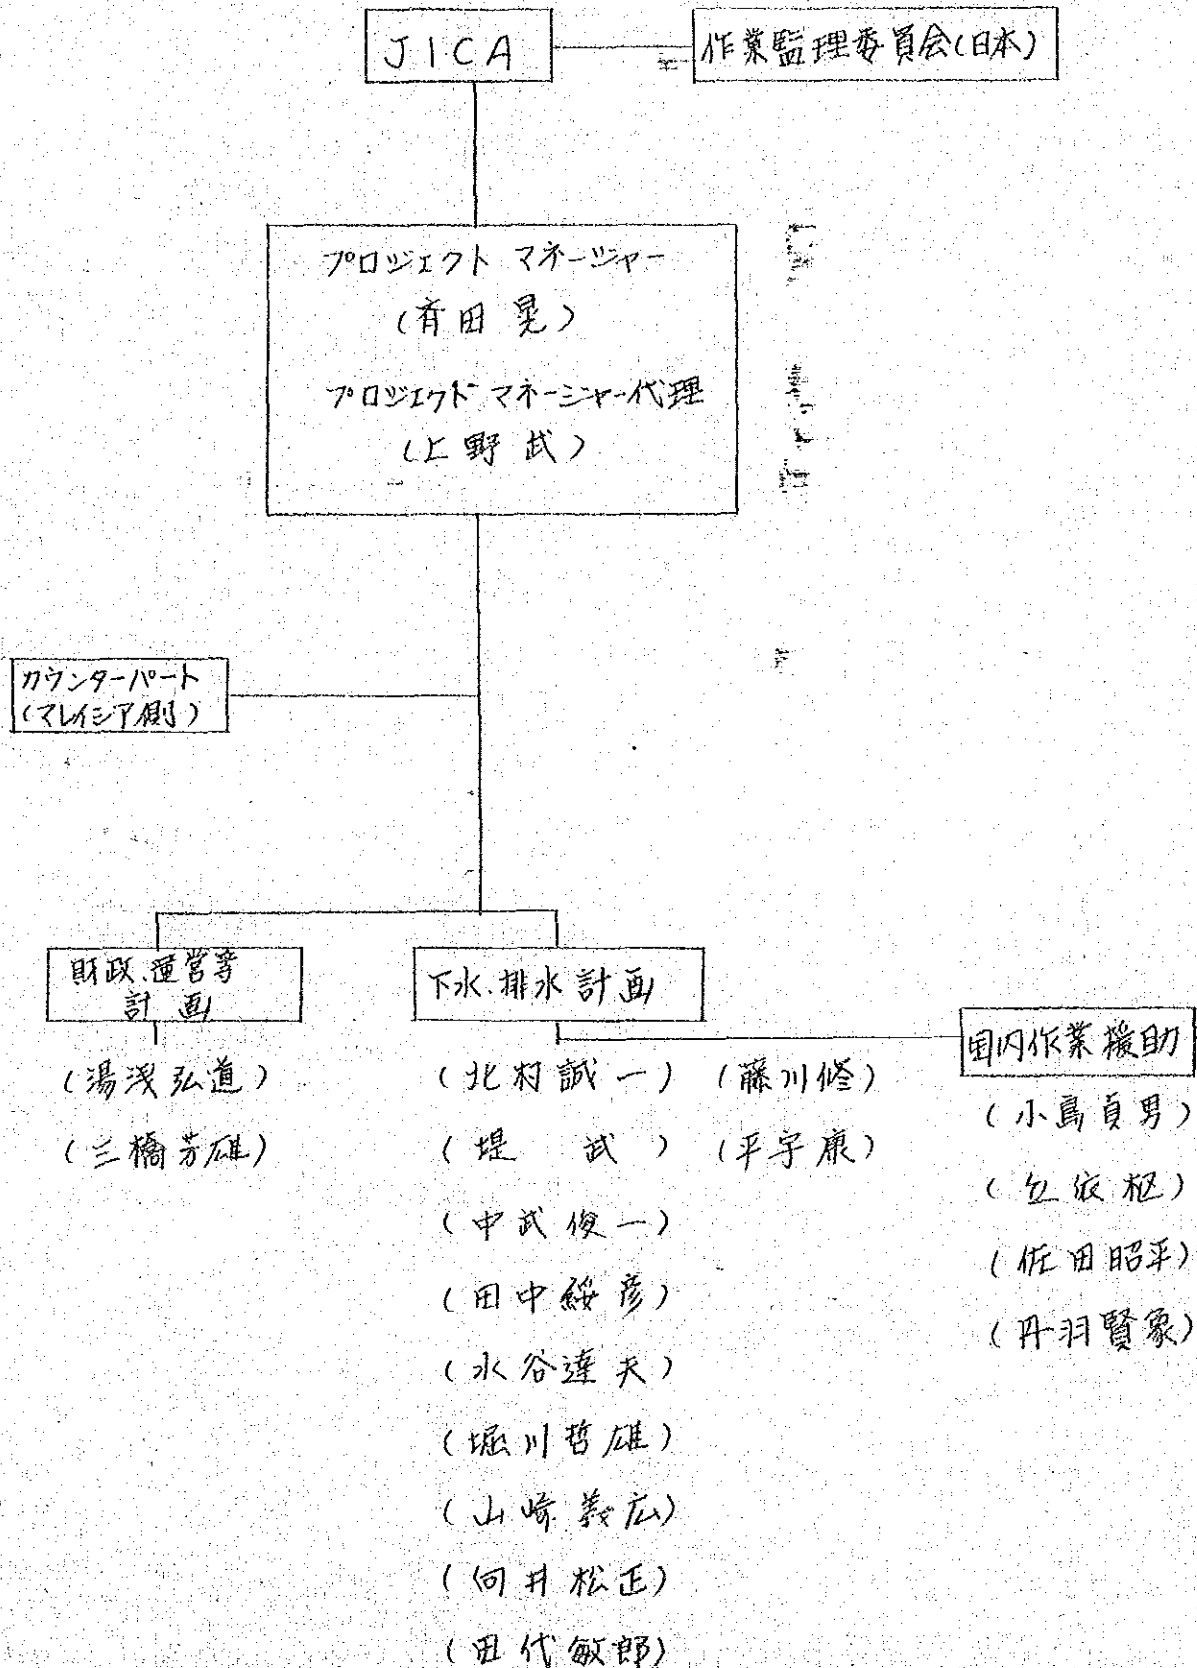 JICA
作業監理委員会(日本)
プロジェクト マネージャー
(有田 晃)
プロジェクト マネージャー代理
(上野 武)
カウンターパート
(マレイシア側)
財政、運営等
計画
下水、排水計画
国内作業援助
(湯浅弘道)
(三橋芳雄)
(北村誠一) (藤川修)
(堤 武) (平宇康)
(中武俊一)
(田中綏彦)
(水谷達夫)
(堀川哲雄)
(山崎義広)
(向井松正)
(田代敏郎)
(小島貞男)
(佐田昭平)
(丹羽賢象)